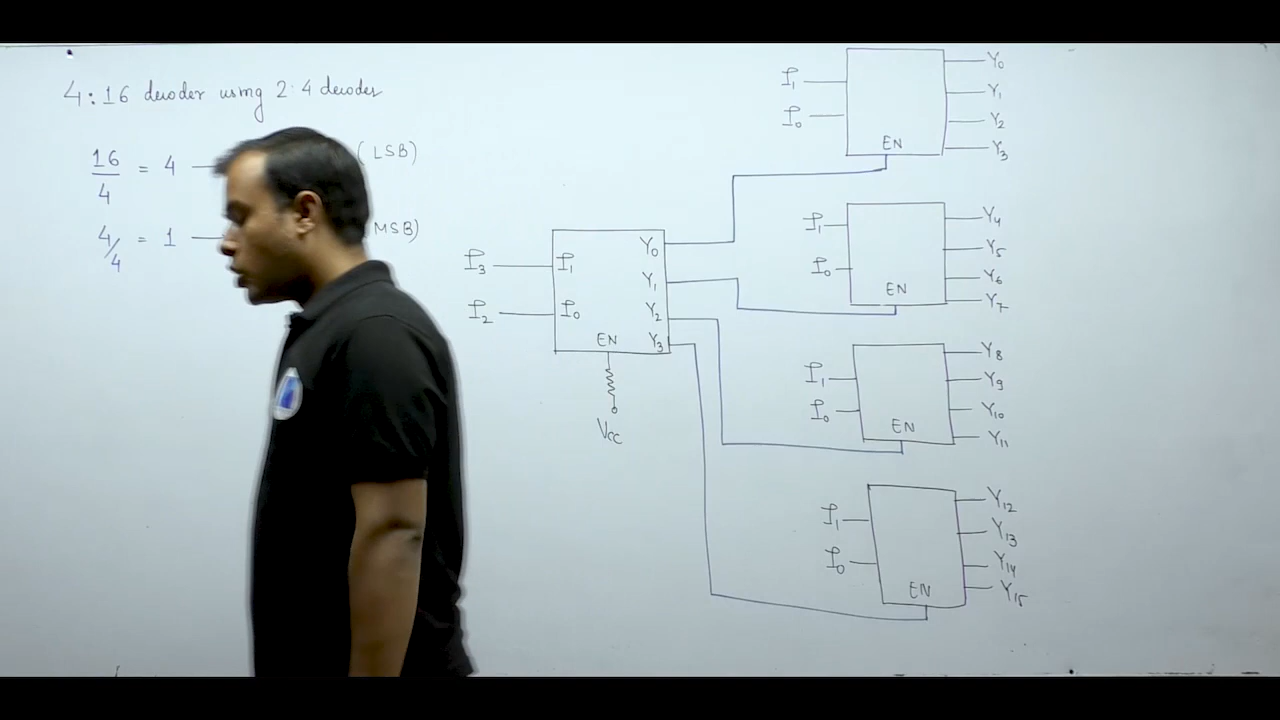 4:16 decoder using 2:4 decoder
16/4 = 4 — (LSB)
4/4 = 1 — MSB)
I₃
I₂
I₁
I₀
EN
Y₀
Y₁
Y₂
Y₃
Vcc
I₁
I₀
EN
Y₀
Y₁
Y₂
Y₃
I₁
I₀
EN
Y₄
Y₅
Y₆
Y₇
I₁
I₀
EN
Y₈
Y₉
Y₁₀
Y₁₁
I₁
I₀
EN
Y₁₂
Y₁₃
Y₁₄
Y₁₅